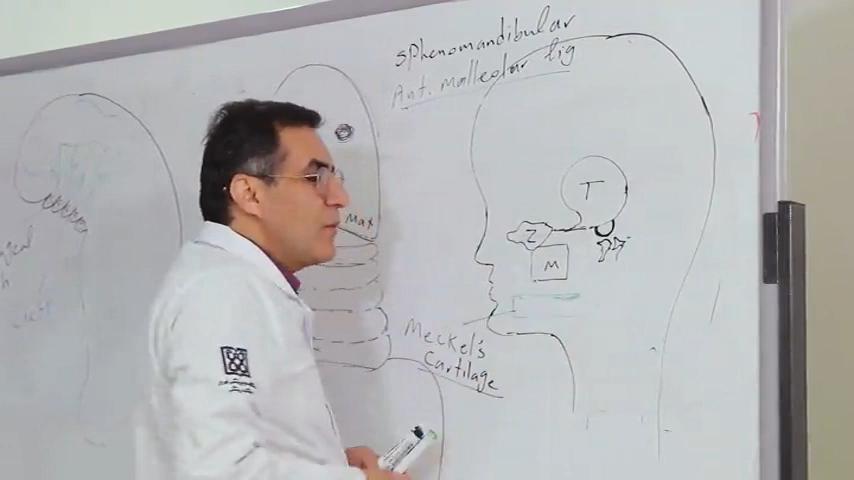 Sphenomandibular
Ant. malleolar lig
T
Max
Z
M
Meckel's
Cartilage